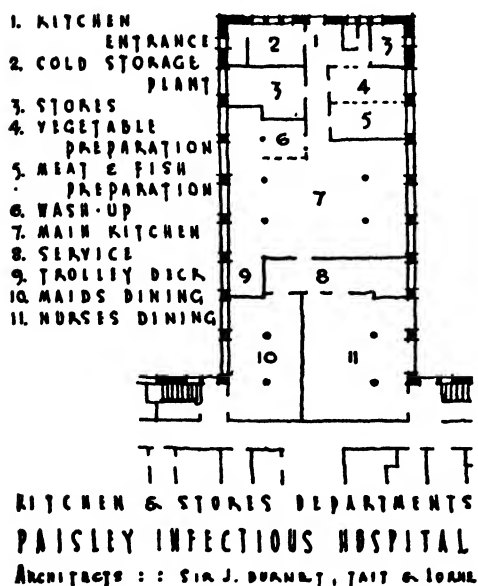 1. KITCHEN
ENTRANCE
2. COLD STORAGE
PLANT
3. STORES
4. VEGETABLE
PREPARATION
5. MEAT & FISH
PREPARATION
6. WASH-UP
7. MAIN KITCHEN
8. SERVICE
9. TROLLEY DECK
10. MAIDS DINING
11. NURSES DINING
2 1 3
3 4
5
6
7
9 8
10 11
KITCHEN & STORES DEPARTMENTS
PAISLEY INFECTIOUS HOSPITAL
ARCHITECTS : : SIR J. BURNET, TAIT & LORNE